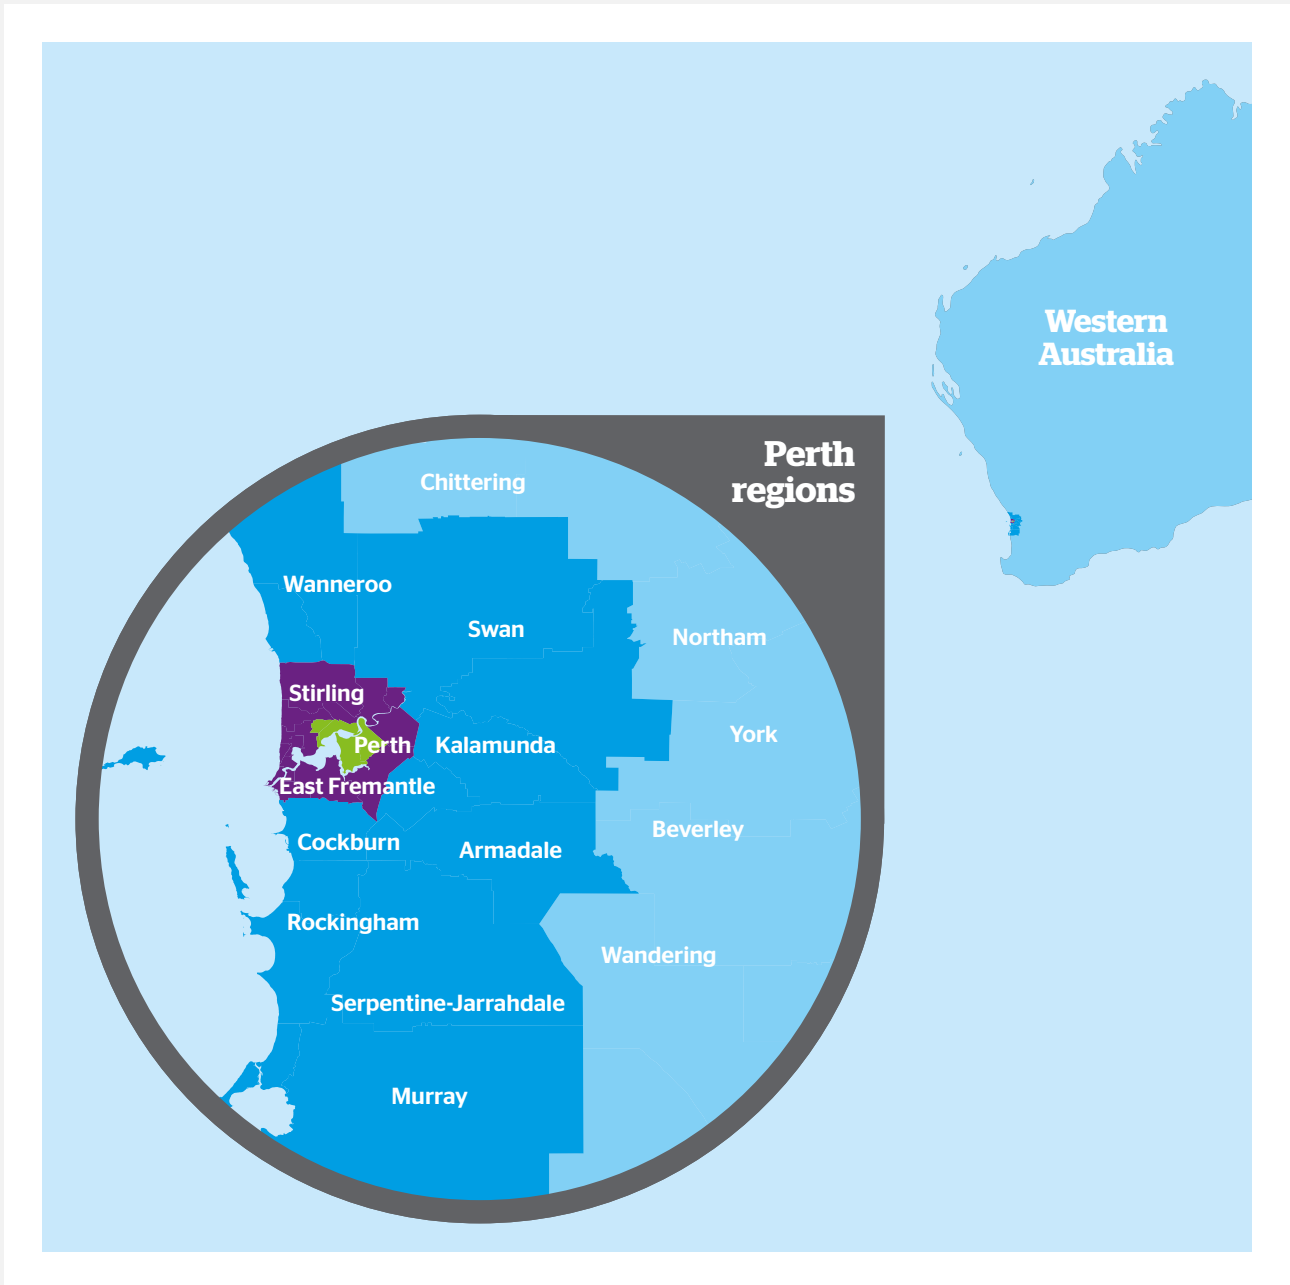 Western
Australia
Perth
regions
Chittering
Wanneroo
Swan
Northam
Stirling
York
Perth
Kalamunda
East Fremantle
Beverley
Cockburn
Armadale
Rockingham
Wandering
Serpentine-Jarrahdale
Murray